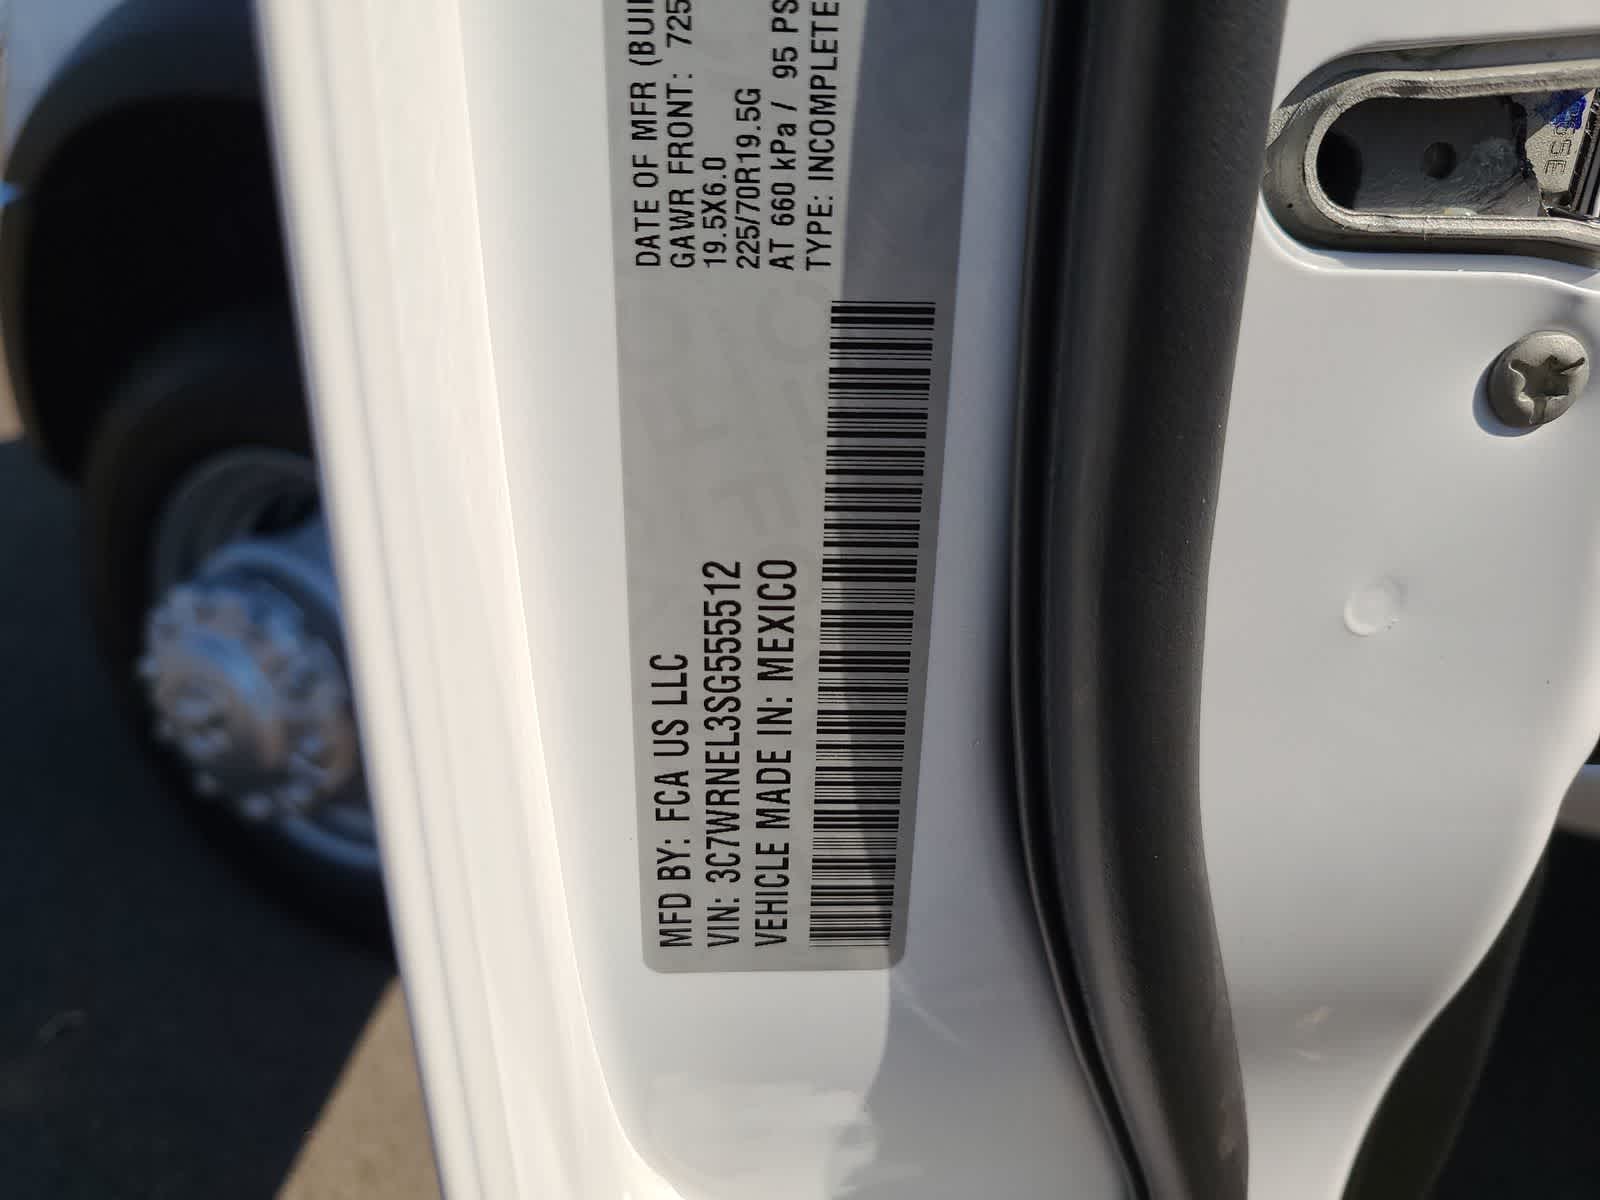 MFD BY: FCA US LLC
VIN: 3C7WRNEL3SG555512
VEHICLE MADE IN: MEXICO
DATE OF MFR (BUI
GAWR FRONT: 725
19.5X6.0
225/70R19.5G
AT 660 kPa / 95 PS
TYPE: INCOMPLETE